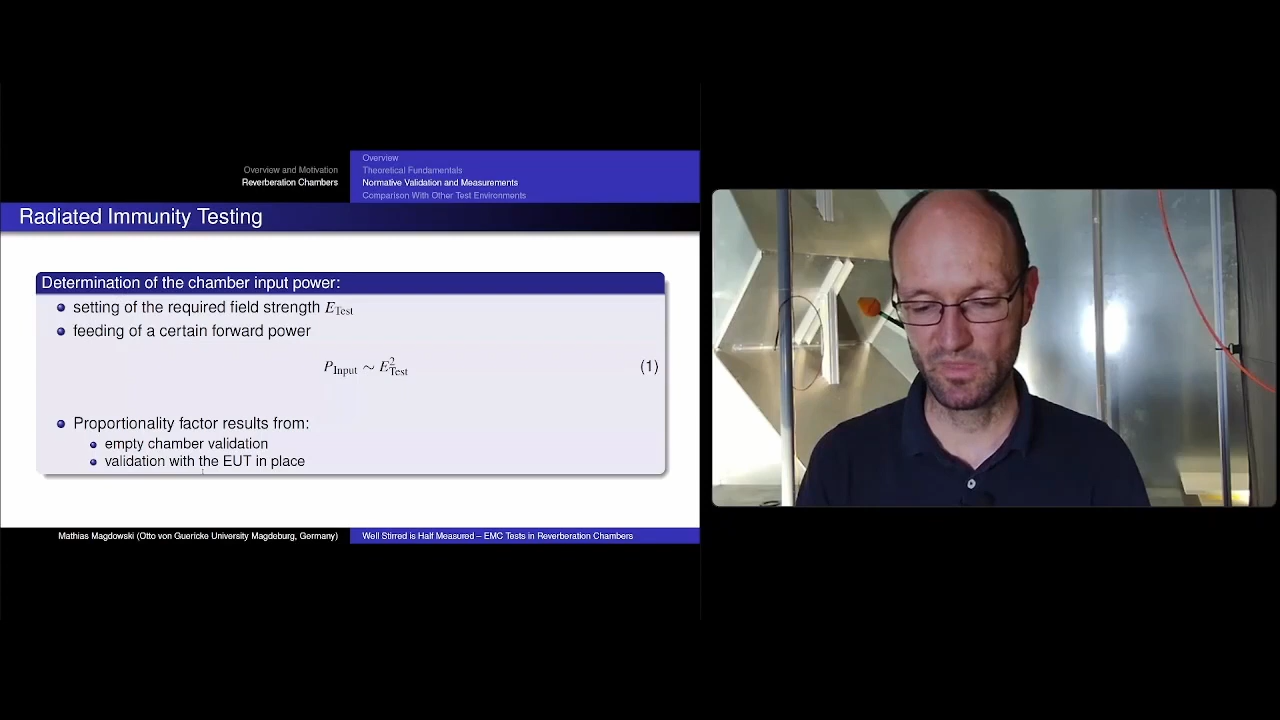 Overview and Motivation
Reverberation Chambers
Overview
Theoretical Fundamentals
Normative Validation and Measurements
Comparison With Other Test Environments
Radiated Immunity Testing
Determination of the chamber input power:
setting of the required field strength E_Test
feeding of a certain forward power
P_Input ∼ E²_Test (1)
Proportionality factor results from:
empty chamber validation
validation with the EUT in place
Mathias Magdowski (Otto von Guericke University Magdeburg, Germany)
Well Stirred is Half Measured – EMC Tests in Reverberation Chambers